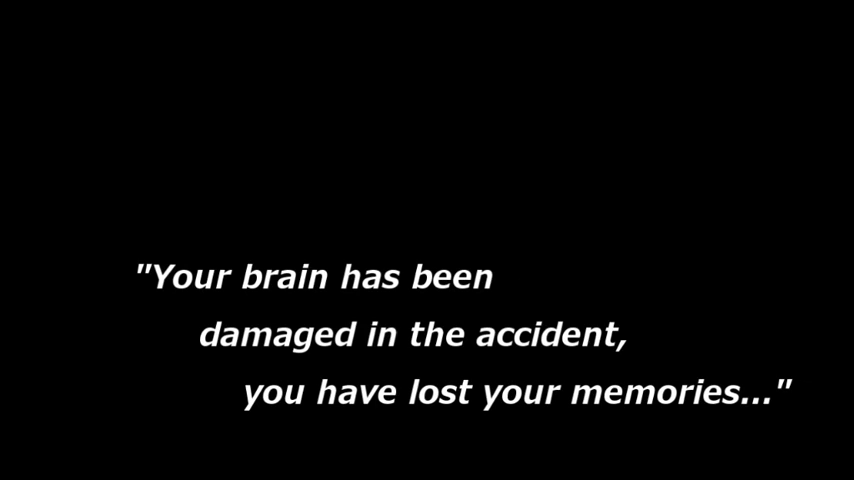 "Your brain has been
damaged in the accident,
you have lost your memories..."